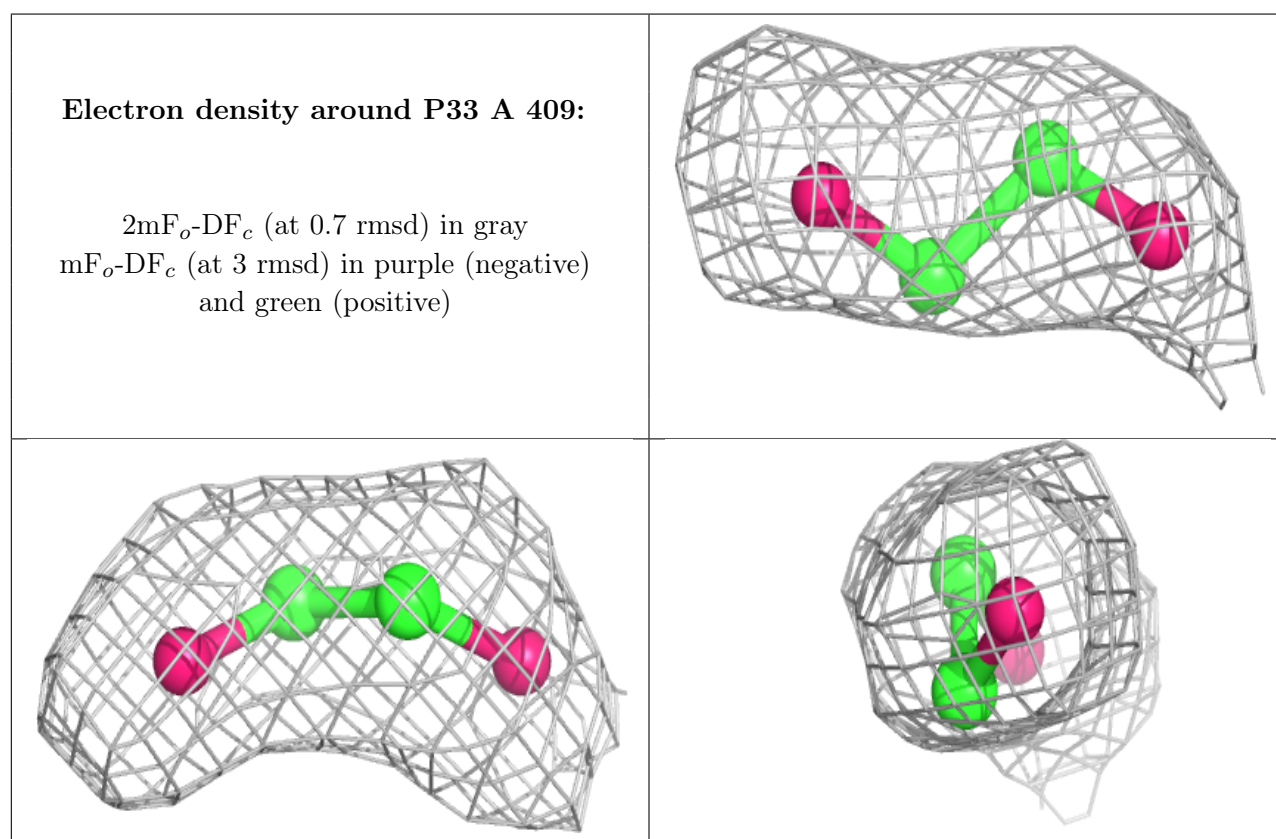 Electron density around P33 A 409:
2mFo-DFc (at 0.7 rmsd) in gray
mFo-DFc (at 3 rmsd) in purple (negative)
and green (positive)